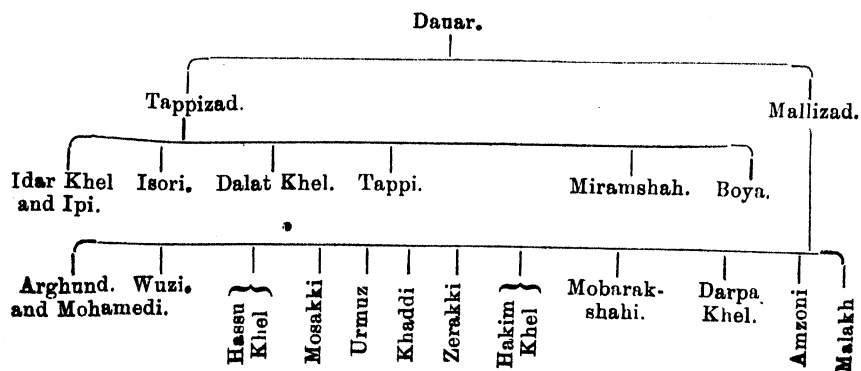 Dauar.
Tappizad.
Mallizad.
Idar Khel
and Ipi.
Isori.
Dalat Khel.
Tappi.
Miramshah.
Boya.
Arghund.
and Mohamedi.
Wuzi.
Hassu
Khel
Mosakki
Urmuz
Khaddi
Zerakki
Hakim
Khel
Mobarak-
shahi.
Darpa
Khel.
Amzoni
Malakh